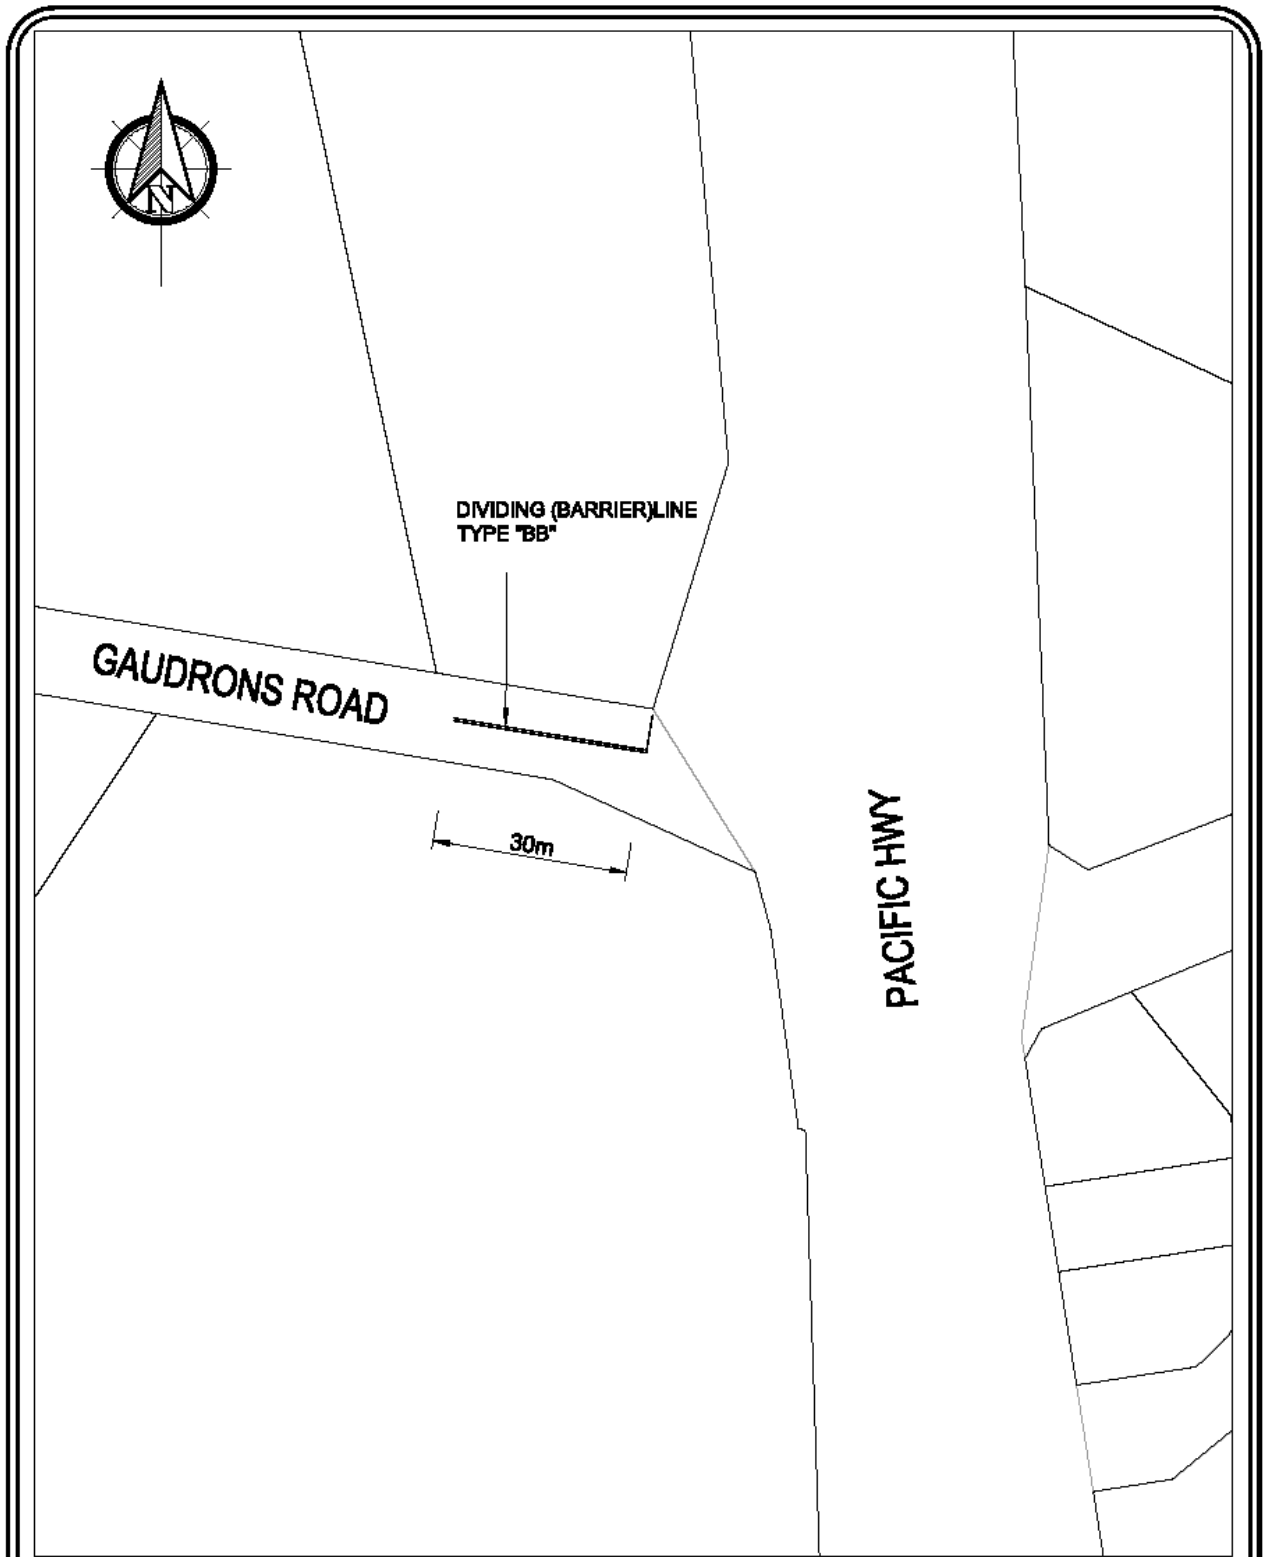 N
DIVIDING (BARRIER)LINE
TYPE "BB"
GAUDRONS ROAD
30m
PACIFIC HWY